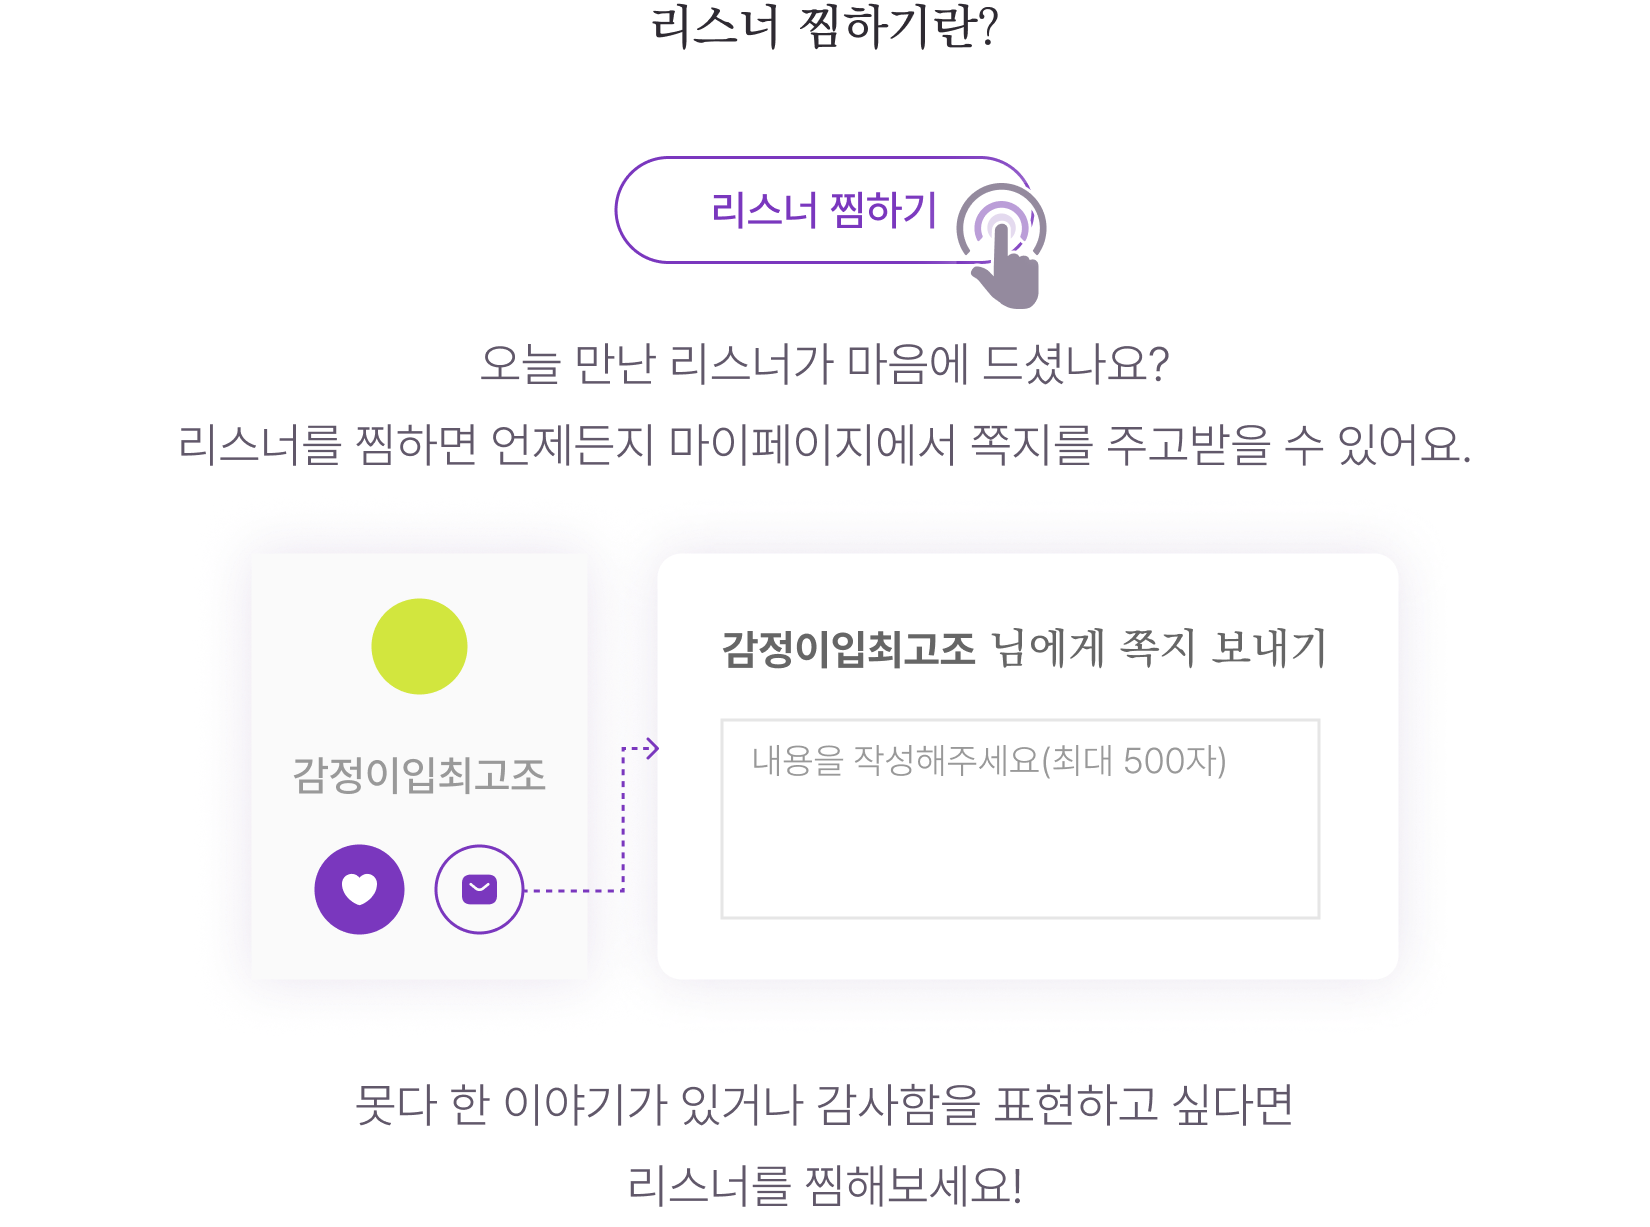 리스너 찜하기란?
리스너 찜하기
오늘 만난 리스너가 마음에 드셨나요?
리스너를 찜하면 언제든지 마이페이지에서 쪽지를 주고받을 수 있어요.
감정이입최고조
감정이입최고조 님에게 쪽지 보내기
내용을 작성해주세요(최대 500자)
못다 한 이야기가 있거나 감사함을 표현하고 싶다면
리스너를 찜해보세요!